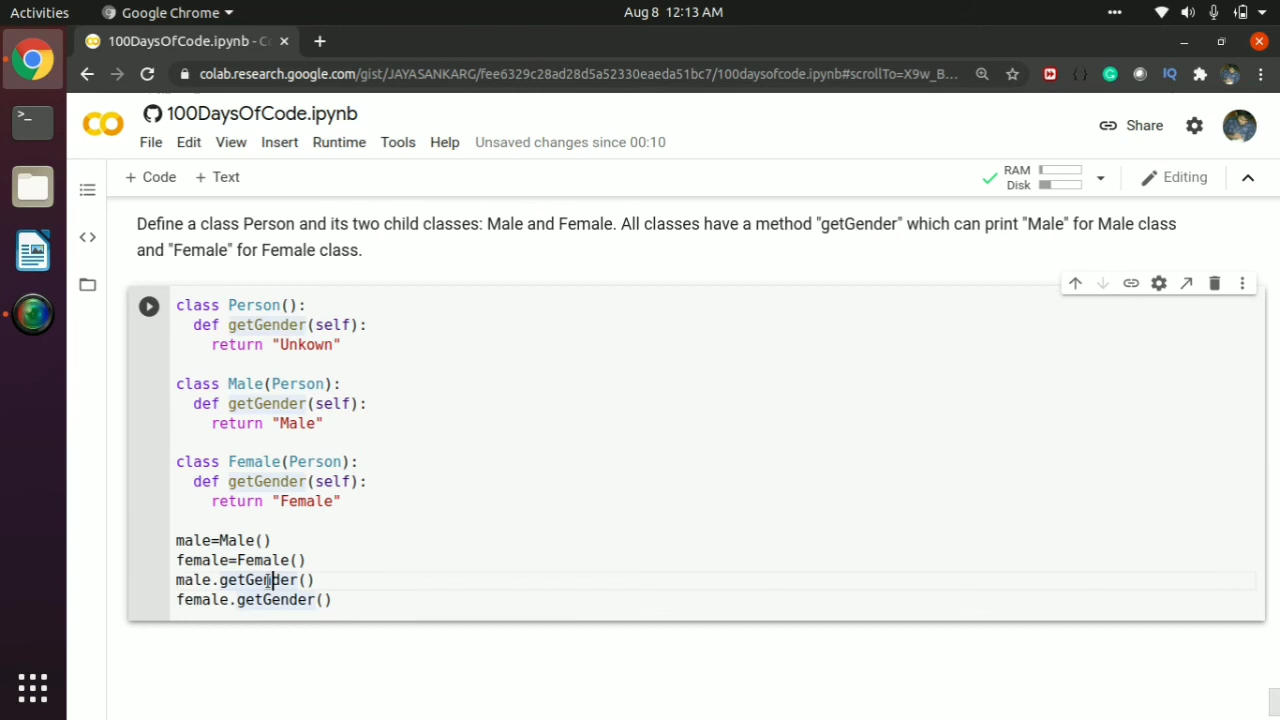 Activities Google Chrome Aug 8 12:13 AM
100DaysOfCode.ipynb - Co
colab.research.google.com/gist/JAYASANKARG/fee6329c28ad28d5a52330eaeda51bc7/100daysofcode.ipynb#scrollTo=X9w_B... IQ
100DaysOfCode.ipynb
Share
File Edit View Insert Runtime Tools Help Unsaved changes since 00:10
+ Code + Text RAM Disk Editing
Define a class Person and its two child classes: Male and Female. All classes have a method "getGender" which can print "Male" for Male class
and "Female" for Female class.
class Person():
  def getGender(self):
    return "Unkown"
class Male(Person):
  def getGender(self):
    return "Male"
class Female(Person):
  def getGender(self):
    return "Female"
male=Male()
female=Female()
male.getGender()
female.getGender()